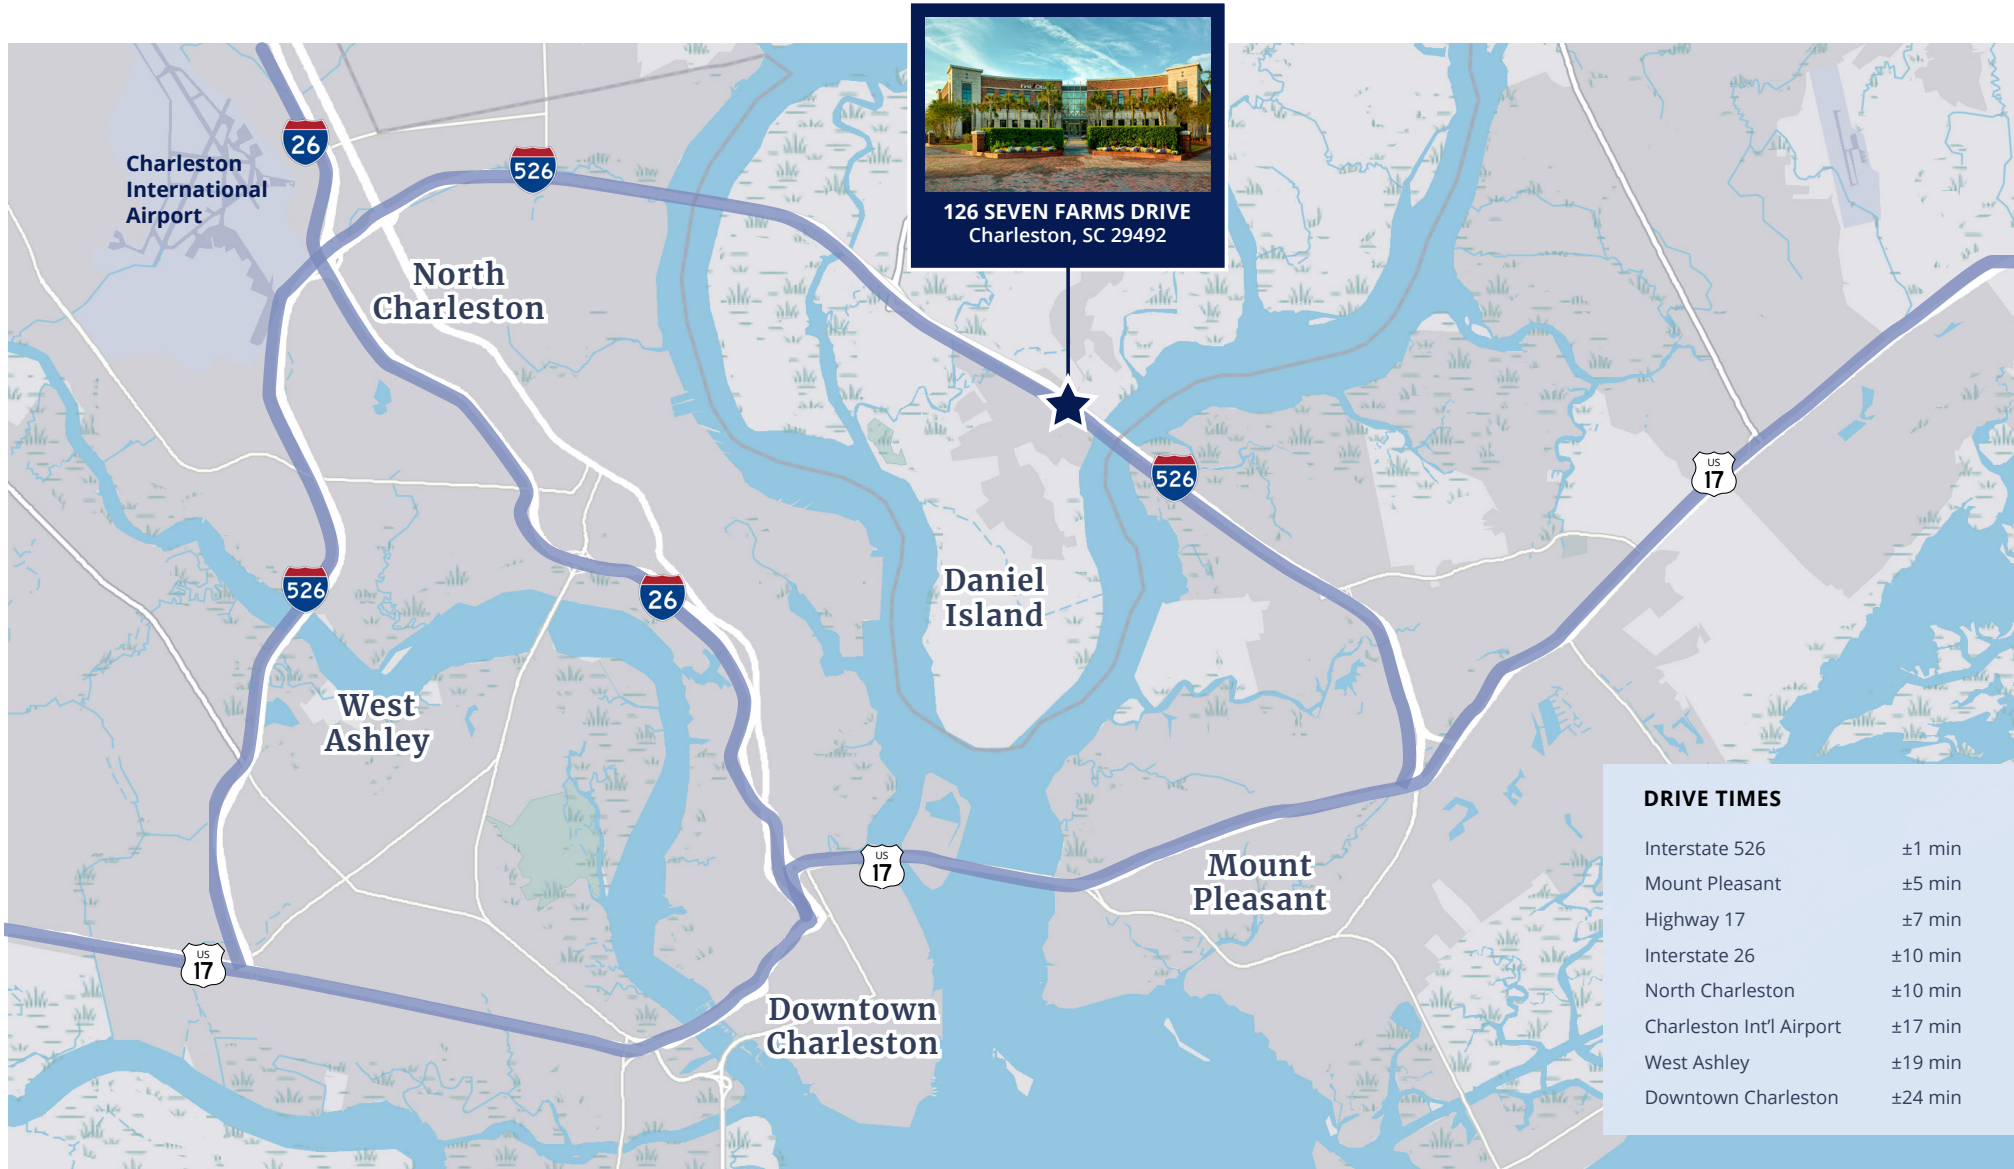 126 SEVEN FARMS DRIVE
Charleston, SC 29492
26
526
Charleston
International
Airport
North
Charleston
526
US
17
526
26
Daniel
Island
West
Ashley
US
17
Mount
Pleasant
US
17
Downtown
Charleston
DRIVE TIMES
Interstate 526 ±1 min
Mount Pleasant ±5 min
Highway 17 ±7 min
Interstate 26 ±10 min
North Charleston ±10 min
Charleston Int'l Airport ±17 min
West Ashley ±19 min
Downtown Charleston ±24 min